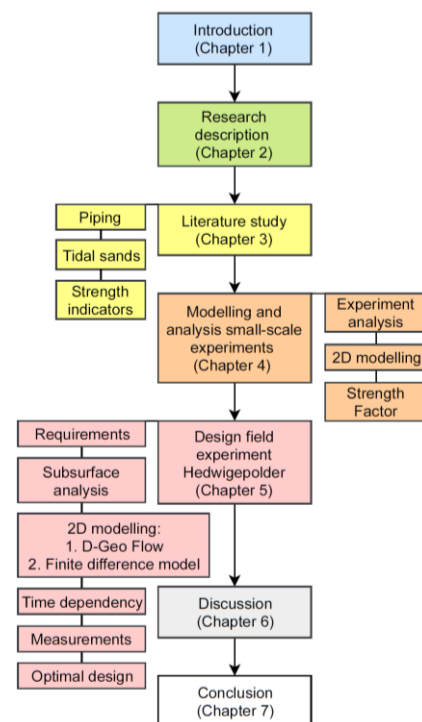 Introduction
(Chapter 1)
Research
description
(Chapter 2)
Piping
Tidal sands
Strength
indicators
Literature study
(Chapter 3)
Modelling and
analysis small-scale
experiments
(Chapter 4)
Experiment
analysis
2D modelling
Strength
Factor
Requirements
Subsurface
analysis
2D modelling:
1. D-Geo Flow
2. Finite difference model
Time dependency
Measurements
Optimal design
Design field
experiment
Hedwigepolder
(Chapter 5)
Discussion
(Chapter 6)
Conclusion
(Chapter 7)